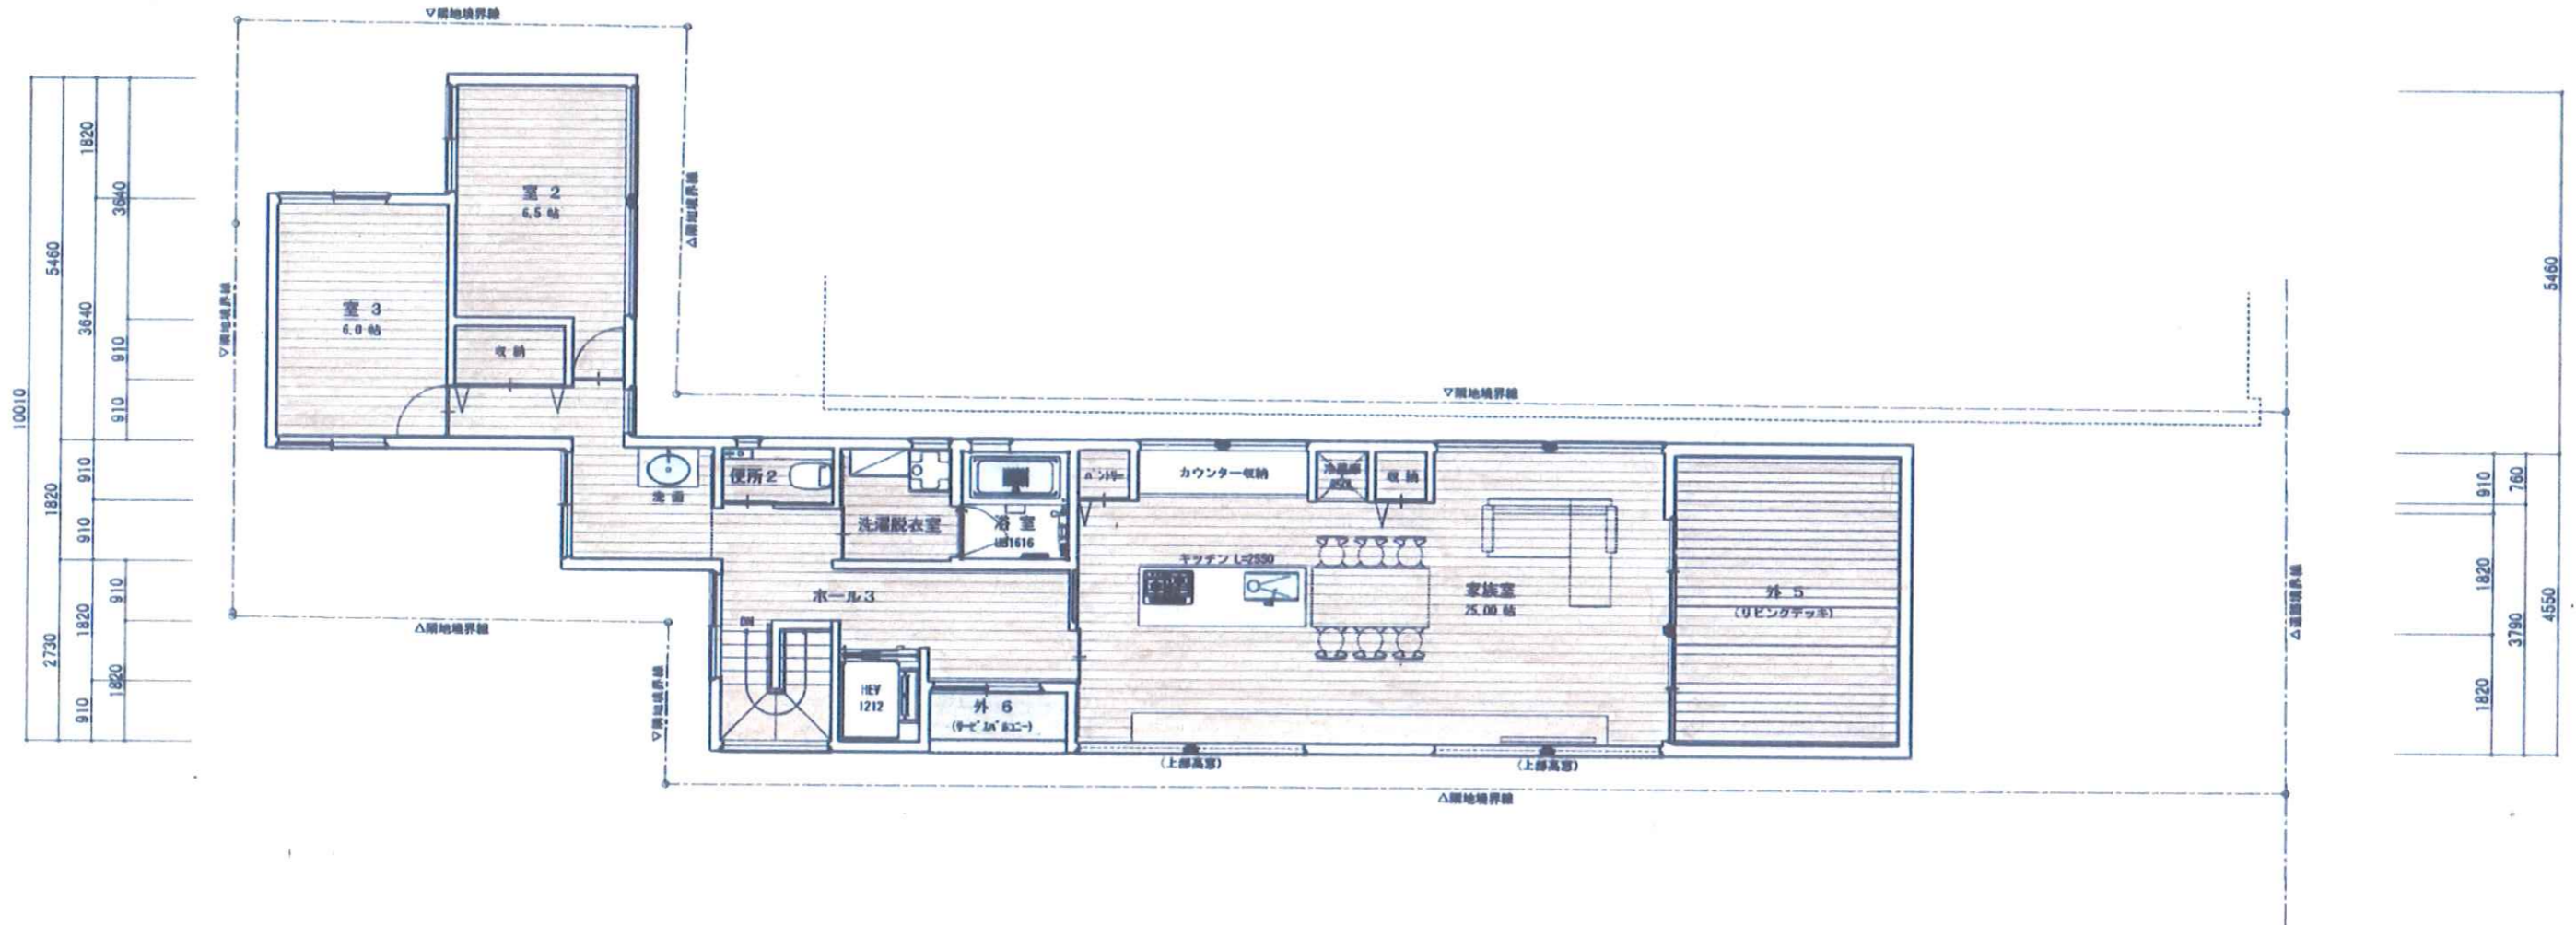 ▽隣地境界線
1820
3640
5460
3640
910
910
10010
910
1820
910
910
1820
2730
1820
910
▽隣地境界線
△隣地境界線
室 2
6.5 帖
室 3
6.0 帖
収 納
▽隣地境界線
5460
洗 面
便所2
洗濯脱衣室
浴 室
UB1616
パントリー
カウンター収納
冷蔵庫
収 納
キッチン L=2550
家族室
25.00 帖
外 5
(リビングデッキ)
ホール3
DN
HEV
1212
外 6
(サービスバルコニー)
(上部高窓)
(上部高窓)
△隣地境界線
▽隣地境界線
△隣地境界線
△道路境界線
910
760
1820
4550
3790
1820